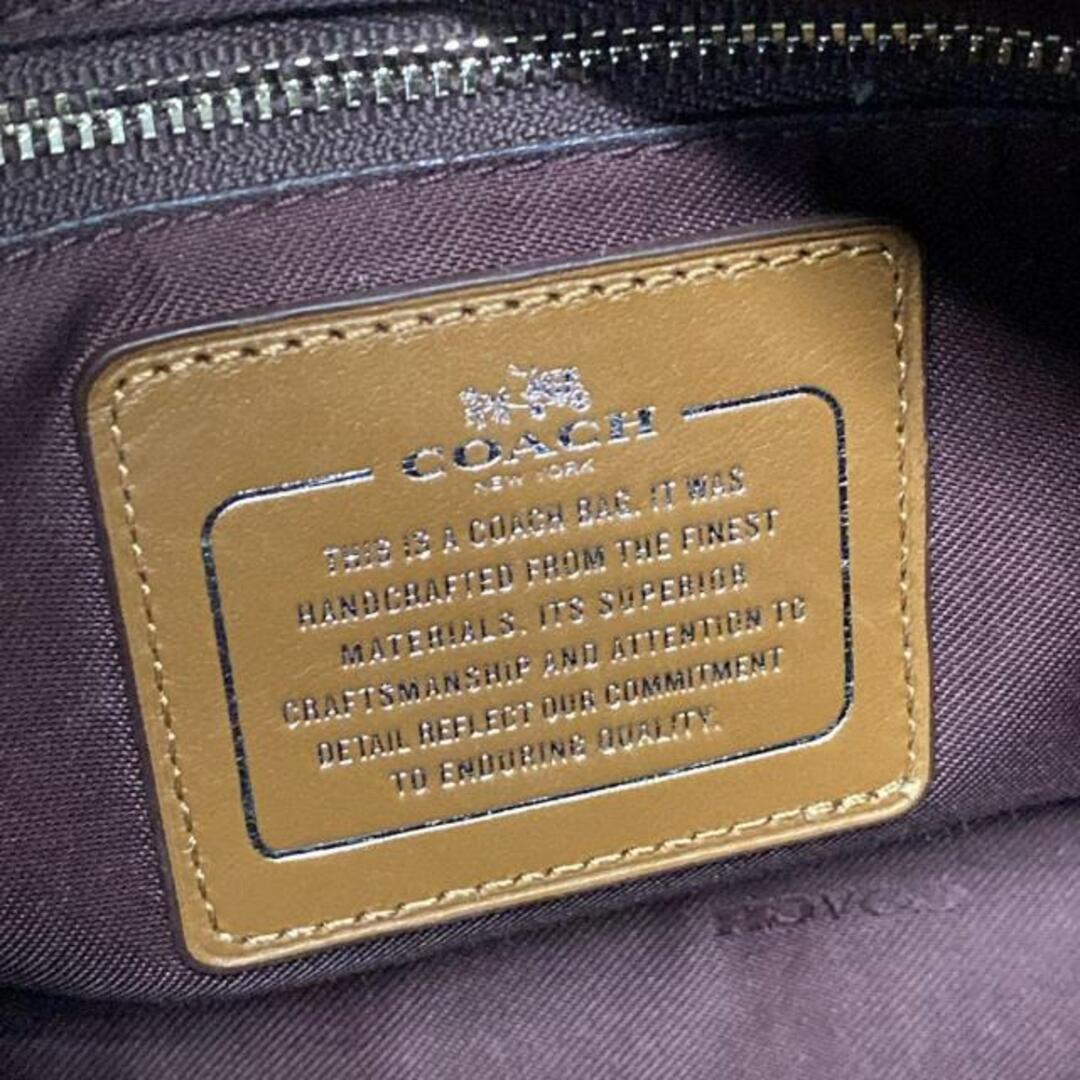 COACH
NEW YORK
THIS IS A COACH BAG. IT WAS
HANDCRAFTED FROM THE FINEST
MATERIALS. ITS SUPERIOR
CRAFTSMANSHIP AND ATTENTION TO
DETAIL REFLECT OUR COMMITMENT
TO ENDURING QUALITY.